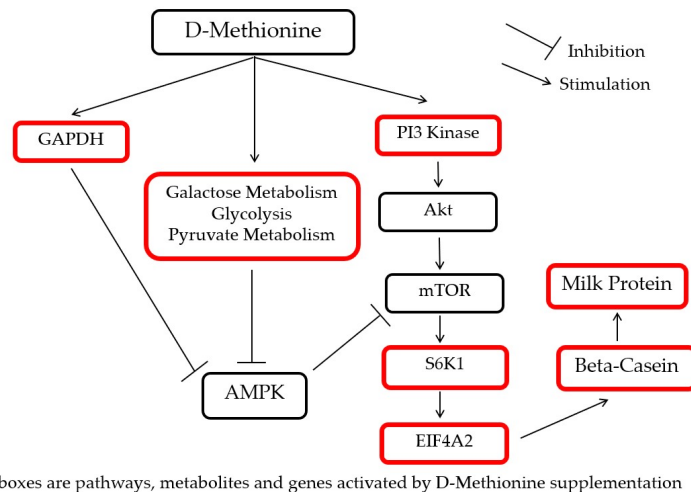 D-Methionine
Inhibition
Stimulation
GAPDH
PI3 Kinase
Galactose Metabolism
Glycolysis
Pyruvate Metabolism
Akt
mTOR
Milk Protein
S6K1
Beta-Casein
AMPK
EIF4A2
boxes are pathways, metabolites and genes activated by D-Methionine supplementation